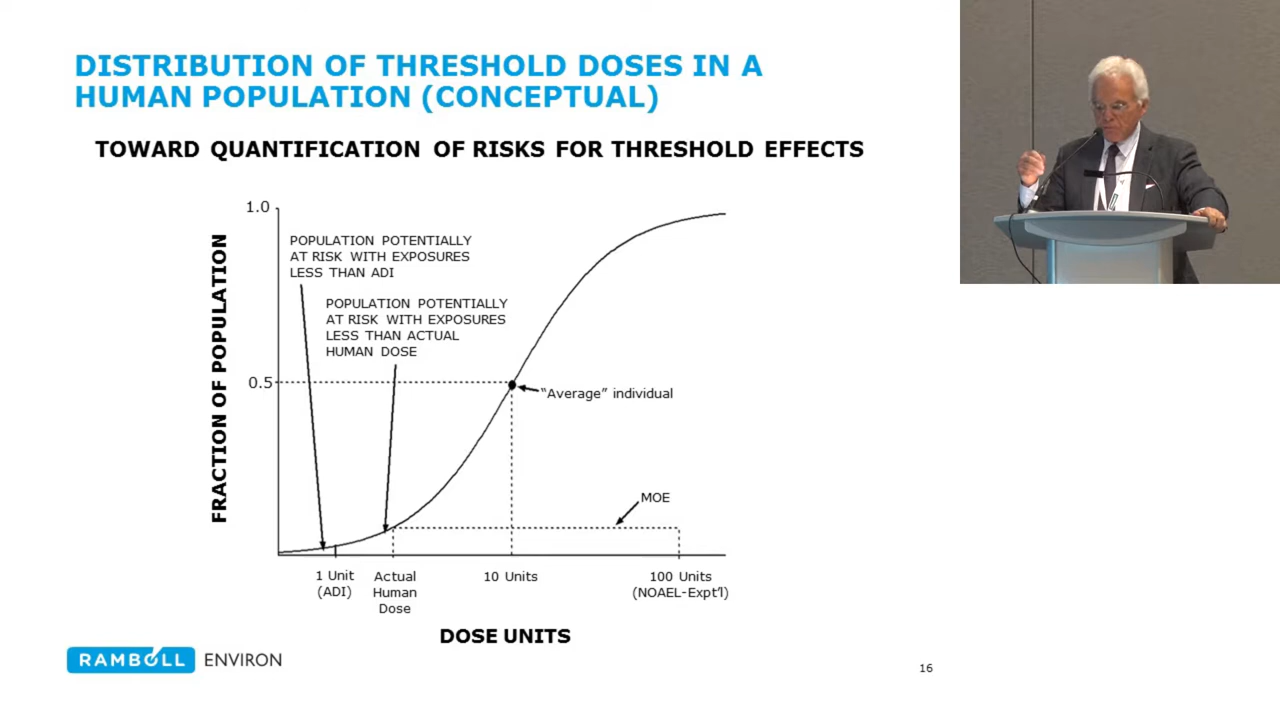 DISTRIBUTION OF THRESHOLD DOSES IN A
HUMAN POPULATION (CONCEPTUAL)
TOWARD QUANTIFICATION OF RISKS FOR THRESHOLD EFFECTS
FRACTION OF POPULATION
1.0
POPULATION POTENTIALLY
AT RISK WITH EXPOSURES
LESS THAN ADI
POPULATION POTENTIALLY
AT RISK WITH EXPOSURES
LESS THAN ACTUAL
HUMAN DOSE
0.5
"Average" individual
MOE
1 Unit
(ADI)
Actual
Human
Dose
10 Units
100 Units
(NOAEL-Expt'l)
DOSE UNITS
RAMBOLL ENVIRON
16